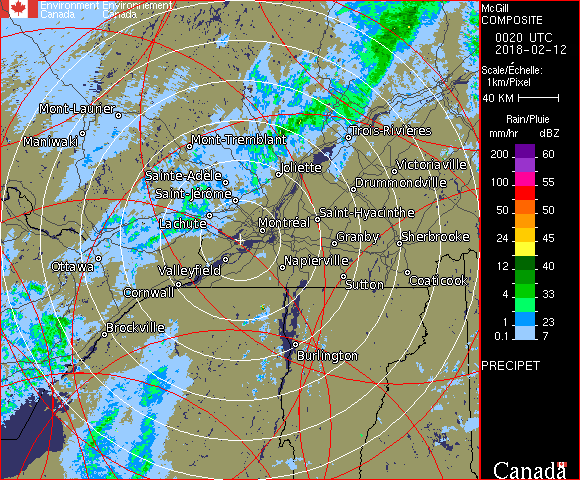 Environment Environnement
Canada Canada
McGill
COMPOSITE
0020 UTC
2018-02-12
Scale/Échelle:
1km/Pixel
40 KM
Rain/Pluie
mm/hr dBZ
200 60
150 57
100 55
50 50
24 45
12 40
4 33
1 23
0.1 7
PRECIPET
Canada
Mont-Laurier
Maniwaki
Mont-Tremblant
Trois-Rivières
Joliette
Victoriaville
Sainte-Adèle
Drummondville
Saint-Jérôme
Saint-Hyacinthe
Lachute
Montréal
Granby
Sherbrooke
Ottawa
Valleyfield
Napierville
Cornwall
Sutton
Coaticook
Brockville
Burlington